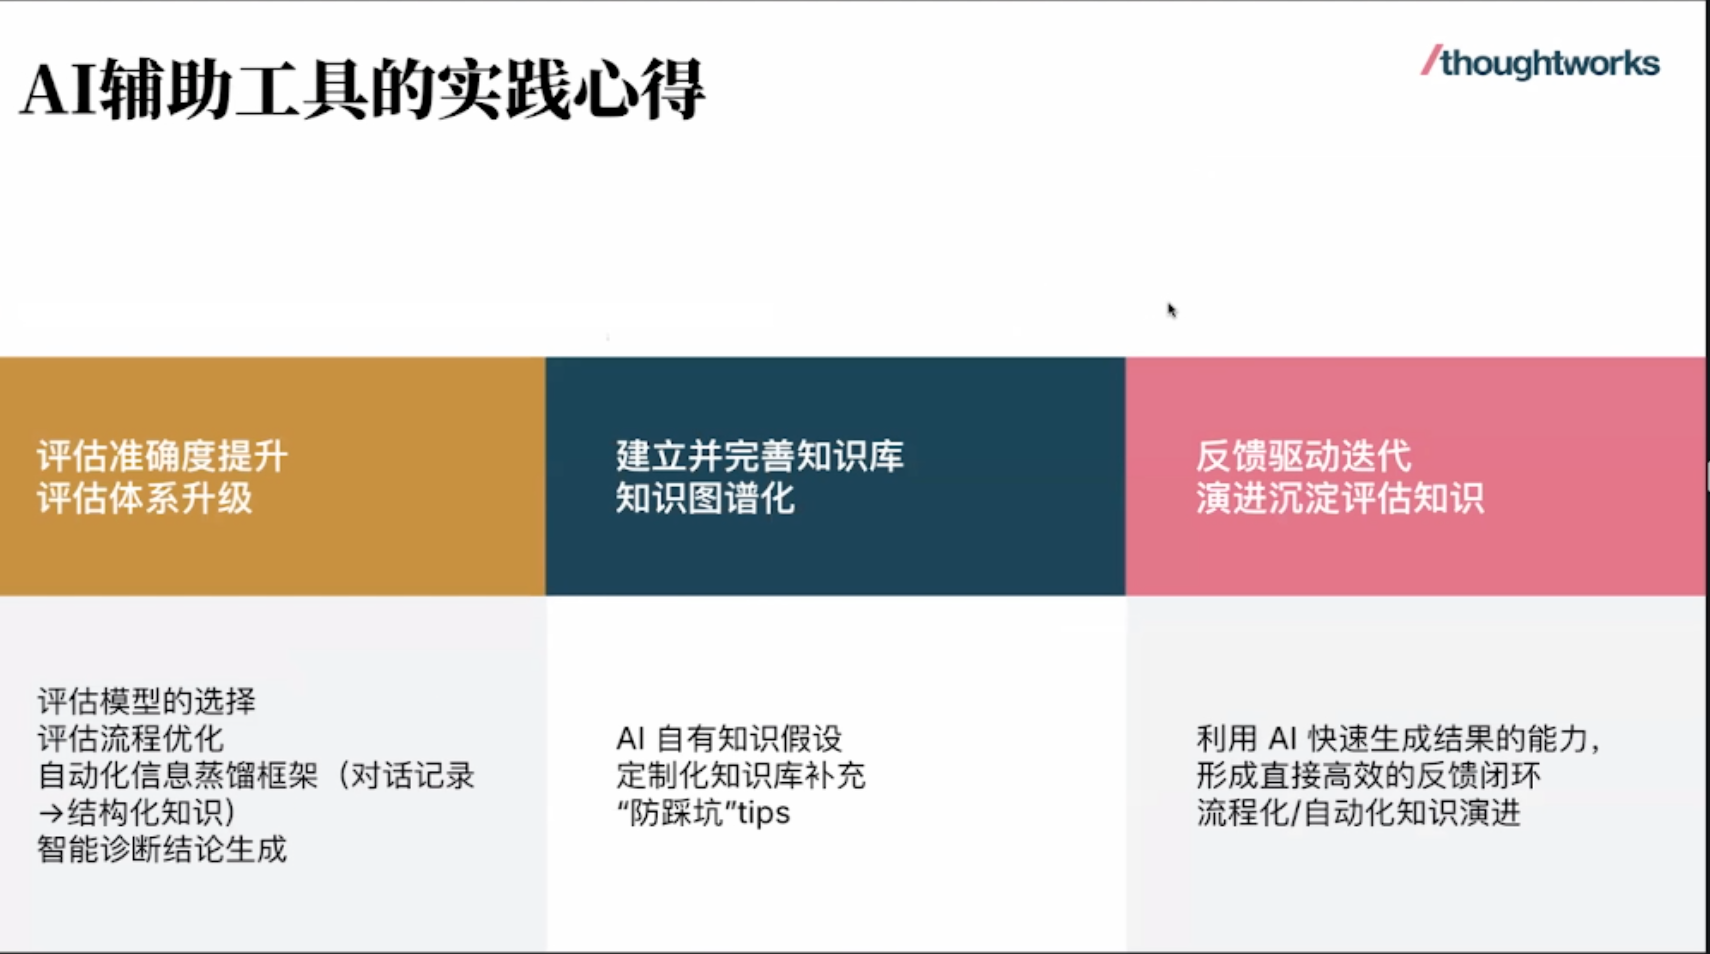 AI辅助工具的实践心得
/thoughtworks
评估准确度提升
评估体系升级
建立并完善知识库
知识图谱化
反馈驱动迭代
演进沉淀评估知识
评估模型的选择
评估流程优化
自动化信息蒸馏框架（对话记录
→结构化知识）
智能诊断结论生成
AI 自有知识假设
定制化知识库补充
“防踩坑”tips
利用 AI 快速生成结果的能力，
形成直接高效的反馈闭环
流程化/自动化知识演进